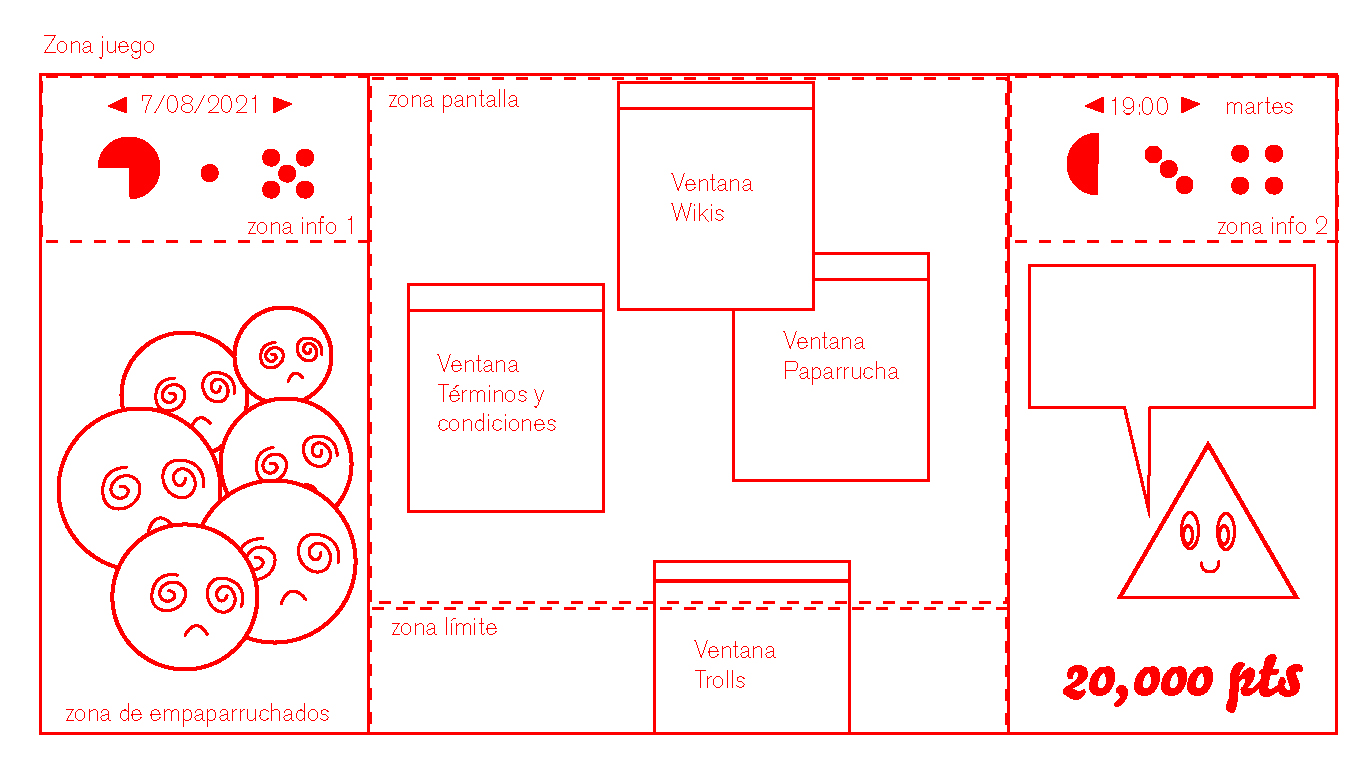 Zona juego
7/08/2021
zona info 1
zona pantalla
Ventana
Wikis
Ventana
Términos y
condiciones
Ventana
Paparrucha
zona límite
Ventana
Trolls
19:00 martes
zona info 2
20,000 pts
zona de empaparruchados